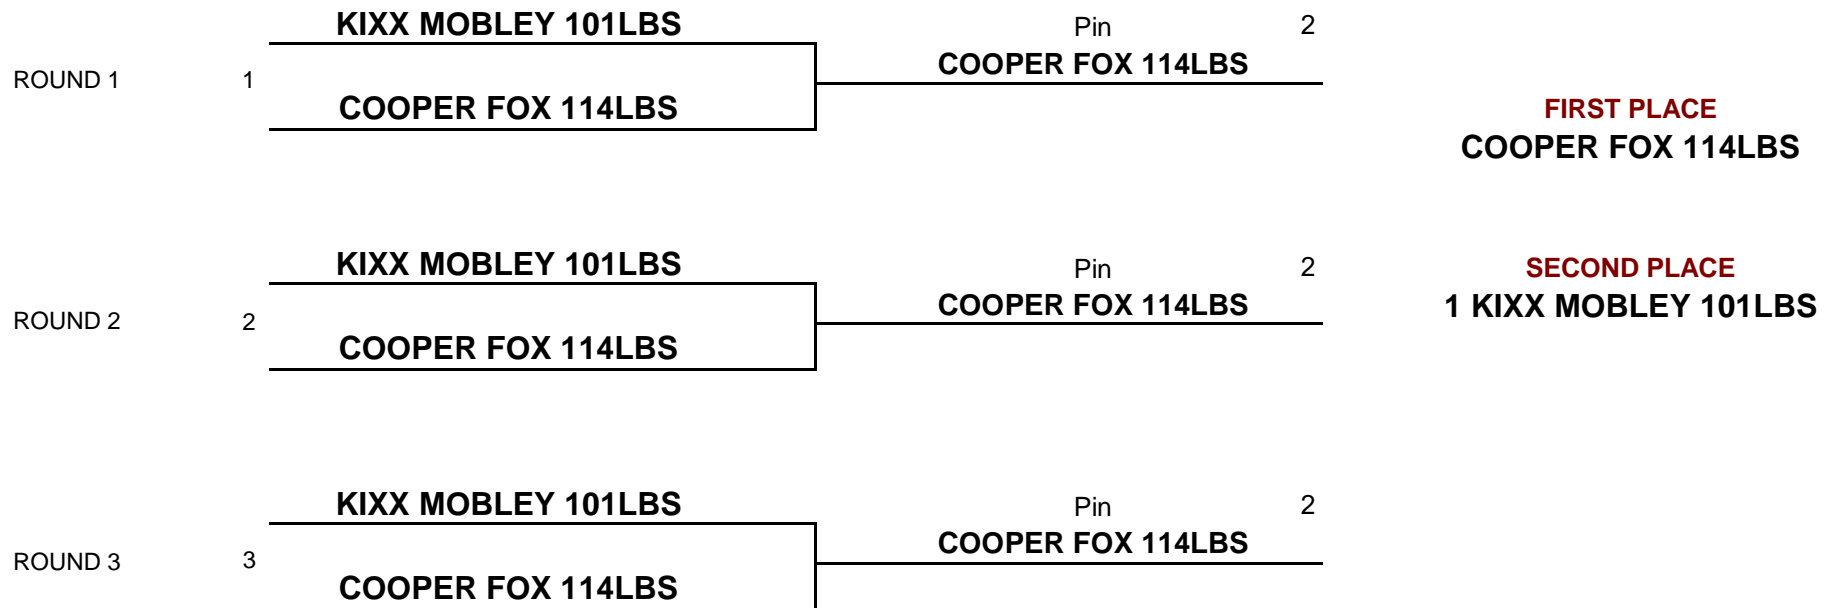 KIXX MOBLEY 101LBS
Pin 2
COOPER FOX 114LBS
ROUND 1 1
COOPER FOX 114LBS
FIRST PLACE
COOPER FOX 114LBS
KIXX MOBLEY 101LBS
Pin 2
SECOND PLACE
COOPER FOX 114LBS
1 KIXX MOBLEY 101LBS
ROUND 2 2
COOPER FOX 114LBS
KIXX MOBLEY 101LBS
Pin 2
COOPER FOX 114LBS
ROUND 3 3
COOPER FOX 114LBS